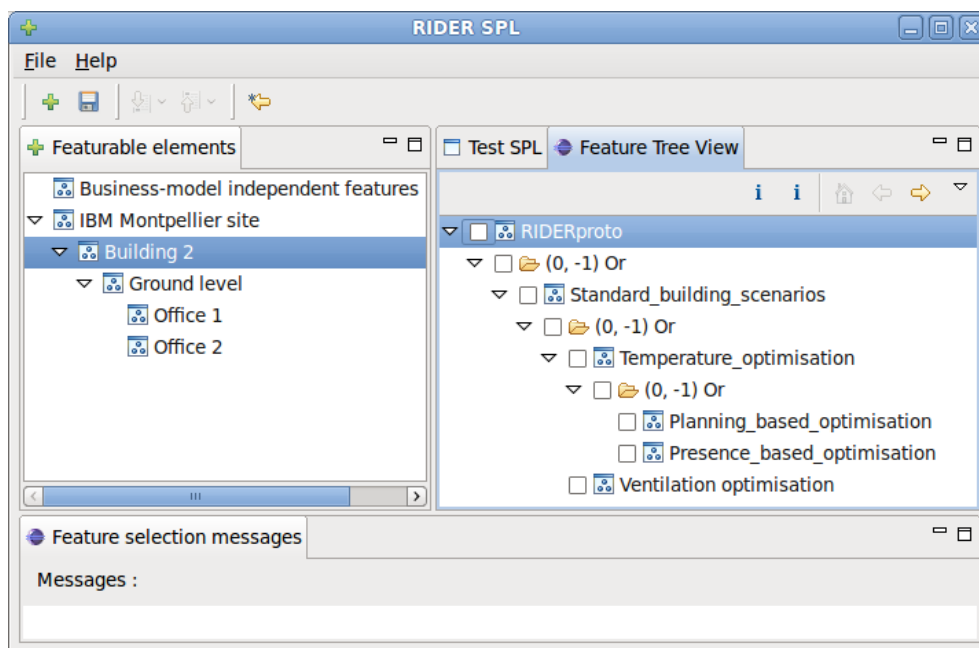 RIDER SPL
File Help
Featurable elements
Business-model independent features
IBM Montpellier site
Building 2
Ground level
Office 1
Office 2
Test SPL Feature Tree View
i i
RIDERproto
(0, -1) Or
Standard_building_scenarios
(0, -1) Or
Temperature_optimisation
(0, -1) Or
Planning_based_optimisation
Presence_based_optimisation
Ventilation optimisation
Feature selection messages
Messages :